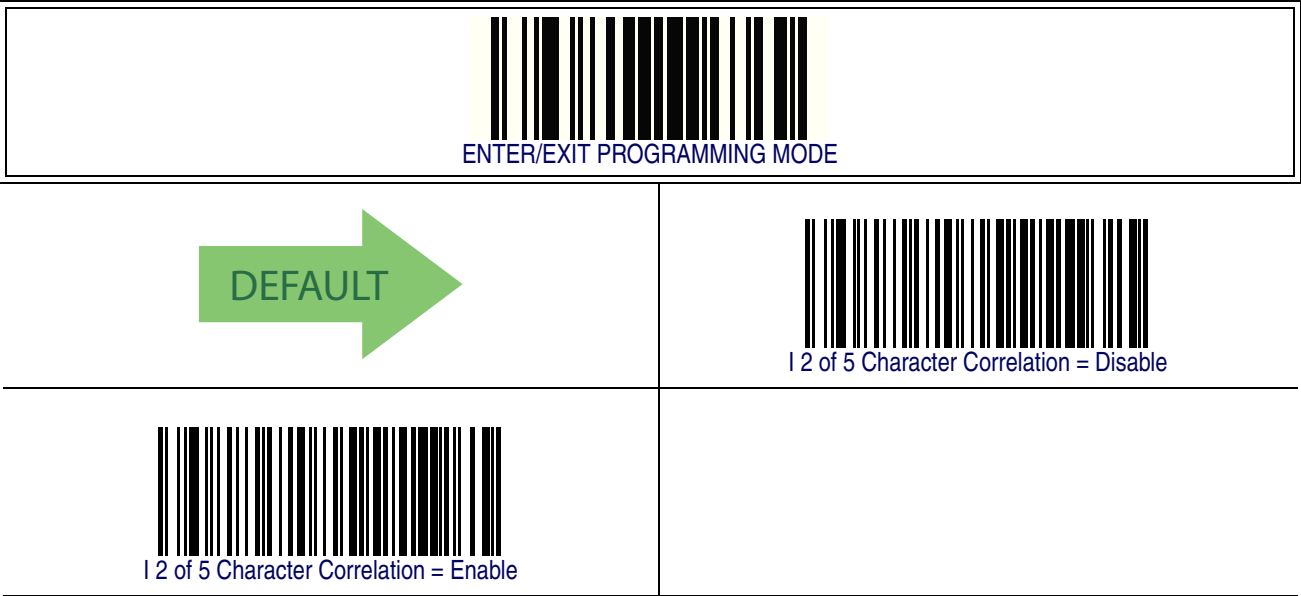 ENTER/EXIT PROGRAMMING MODE
DEFAULT
I 2 of 5 Character Correlation = Disable
I 2 of 5 Character Correlation = Enable